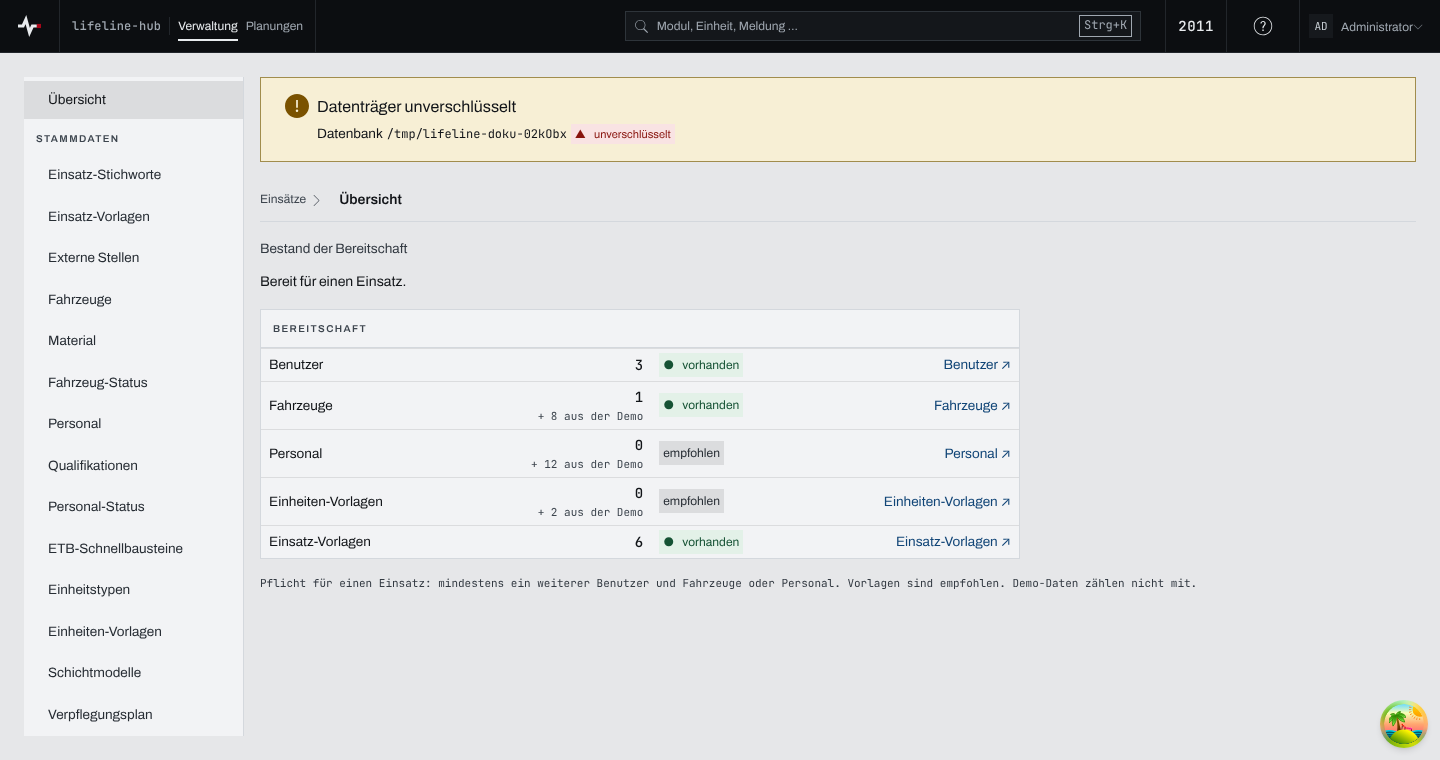 lifeline-hub Verwaltung Planungen Modul, Einheit, Meldung ... Strg+K 2011 ? AD Administrator
Übersicht
STAMMDATEN
Einsatz-Stichworte
Einsatz-Vorlagen
Externe Stellen
Fahrzeuge
Material
Fahrzeug-Status
Personal
Qualifikationen
Personal-Status
ETB-Schnellbausteine
Einheitstypen
Einheiten-Vorlagen
Schichtmodelle
Verpflegungsplan
Datenträger unverschlüsselt
Datenbank /tmp/lifeline-doku-02kObx unverschlüsselt
Einsätze Übersicht
Bestand der Bereitschaft
Bereit für einen Einsatz.
BEREITSCHAFT
Benutzer 3 vorhanden Benutzer ↗
Fahrzeuge 1 vorhanden Fahrzeuge ↗
+ 8 aus der Demo
Personal 0 empfohlen Personal ↗
+ 12 aus der Demo
Einheiten-Vorlagen 0 empfohlen Einheiten-Vorlagen ↗
+ 2 aus der Demo
Einsatz-Vorlagen 6 vorhanden Einsatz-Vorlagen ↗
Pflicht für einen Einsatz: mindestens ein weiterer Benutzer und Fahrzeuge oder Personal. Vorlagen sind empfohlen. Demo-Daten zählen nicht mit.